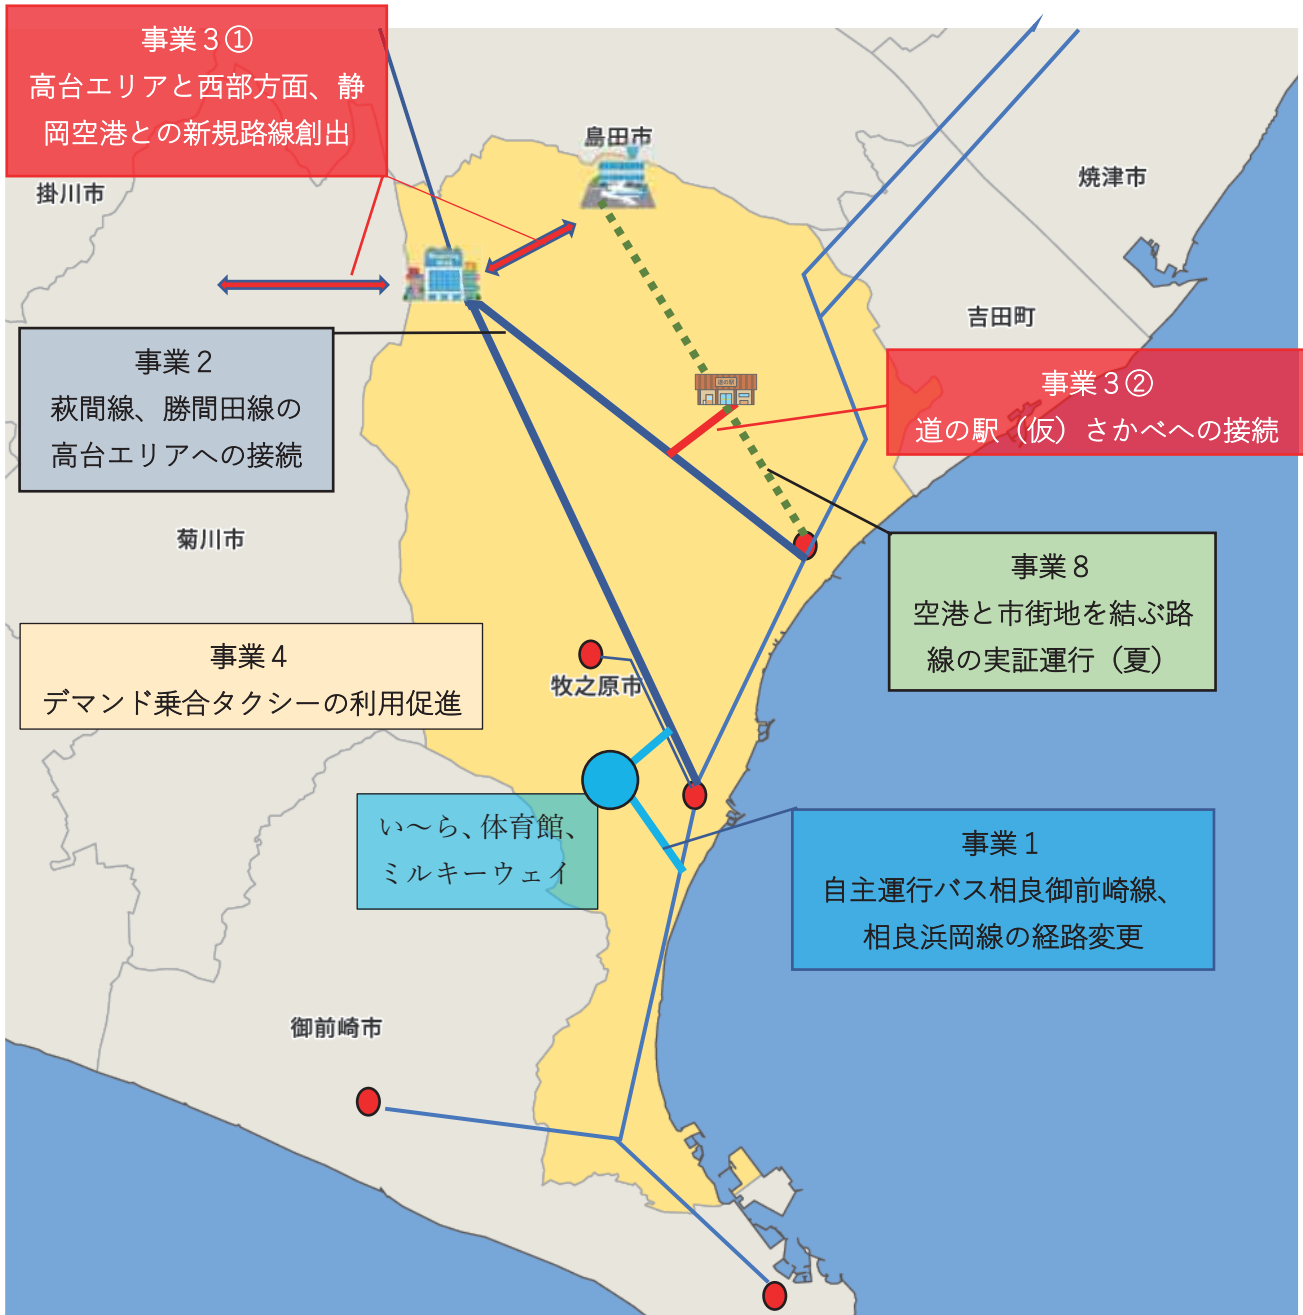 事業３①
高台エリアと西部方面、静
岡空港との新規路線創出
島田市
焼津市
掛川市
吉田町
事業２
萩間線、勝間田線の
高台エリアへの接続
道の駅
事業３②
道の駅（仮）さかべへの接続
菊川市
事業８
空港と市街地を結ぶ路
線の実証運行（夏）
事業４
デマンド乗合タクシーの利用促進
牧之原市
い～ら、体育館、
ミルキーウェイ
事業１
自主運行バス相良御前崎線、
相良浜岡線の経路変更
御前崎市